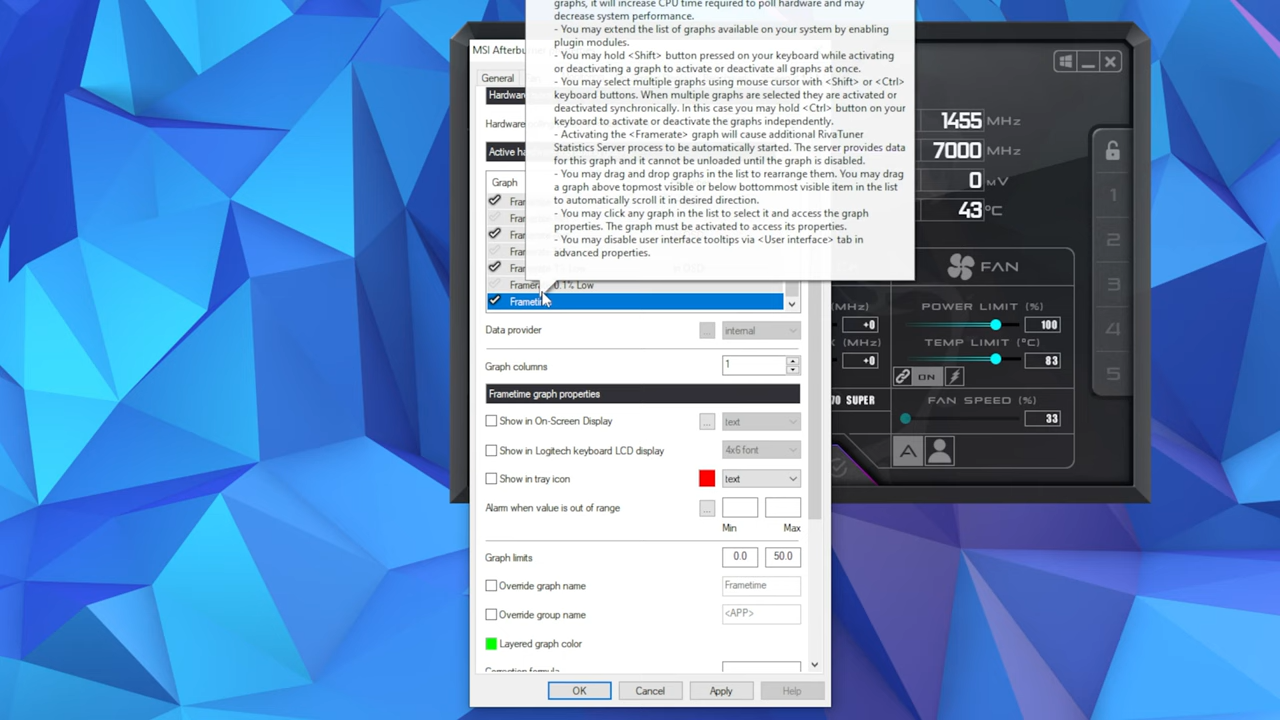 graphs, it will increase CPU time required to poll hardware and may
decrease system performance.
- You may extend the list of graphs available on your system by enabling
plugin modules.
- You may hold <Shift> button pressed on your keyboard while activating
or deactivating a graph to activate or deactivate all graphs at once.
- You may select multiple graphs using mouse cursor with <Shift> or <Ctrl>
keyboard buttons. When multiple graphs are selected they are activated or
deactivated synchronically. In this case you may hold <Ctrl> button on your
keyboard to activate or deactivate the graphs independently.
- Activating the <Framerate> graph will cause additional RivaTuner
Statistics Server process to be automatically started. The server provides data
for this graph and it cannot be unloaded until the graph is disabled.
- You may drag and drop graphs in the list to rearrange them. You may drag
a graph above topmost visible or below bottommost visible item in the list
to automatically scroll it in desired direction.
- You may click any graph in the list to select it and access the graph
properties. The graph must be activated to access its properties.
- You may disable user interface tooltips via <User interface> tab in
advanced properties.
MSI Afterburner
General
Hardware
Hardware
Active
Graph
0.1% Low
Frametime
Data provider
internal
Graph columns
1
Frametime graph properties
Show in On-Screen Display
... text
Show in Logitech keyboard LCD display
4x6 font
Show in tray icon
text
Alarm when value is out of range
...
Min Max
Graph limits
0.0 50.0
Override graph name
Frametime
Override group name
<APP>
Layered graph color
Correction formula
OK
Cancel
Apply
Help
1455 MHz
7000 MHz
0 MV
43 °C
FAN
(MHz)
+0
POWER LIMIT (%)
100
(MHz)
+0
TEMP LIMIT (°C)
83
ON
70 SUPER
FAN SPEED (%)
33
A
1
2
3
4
5